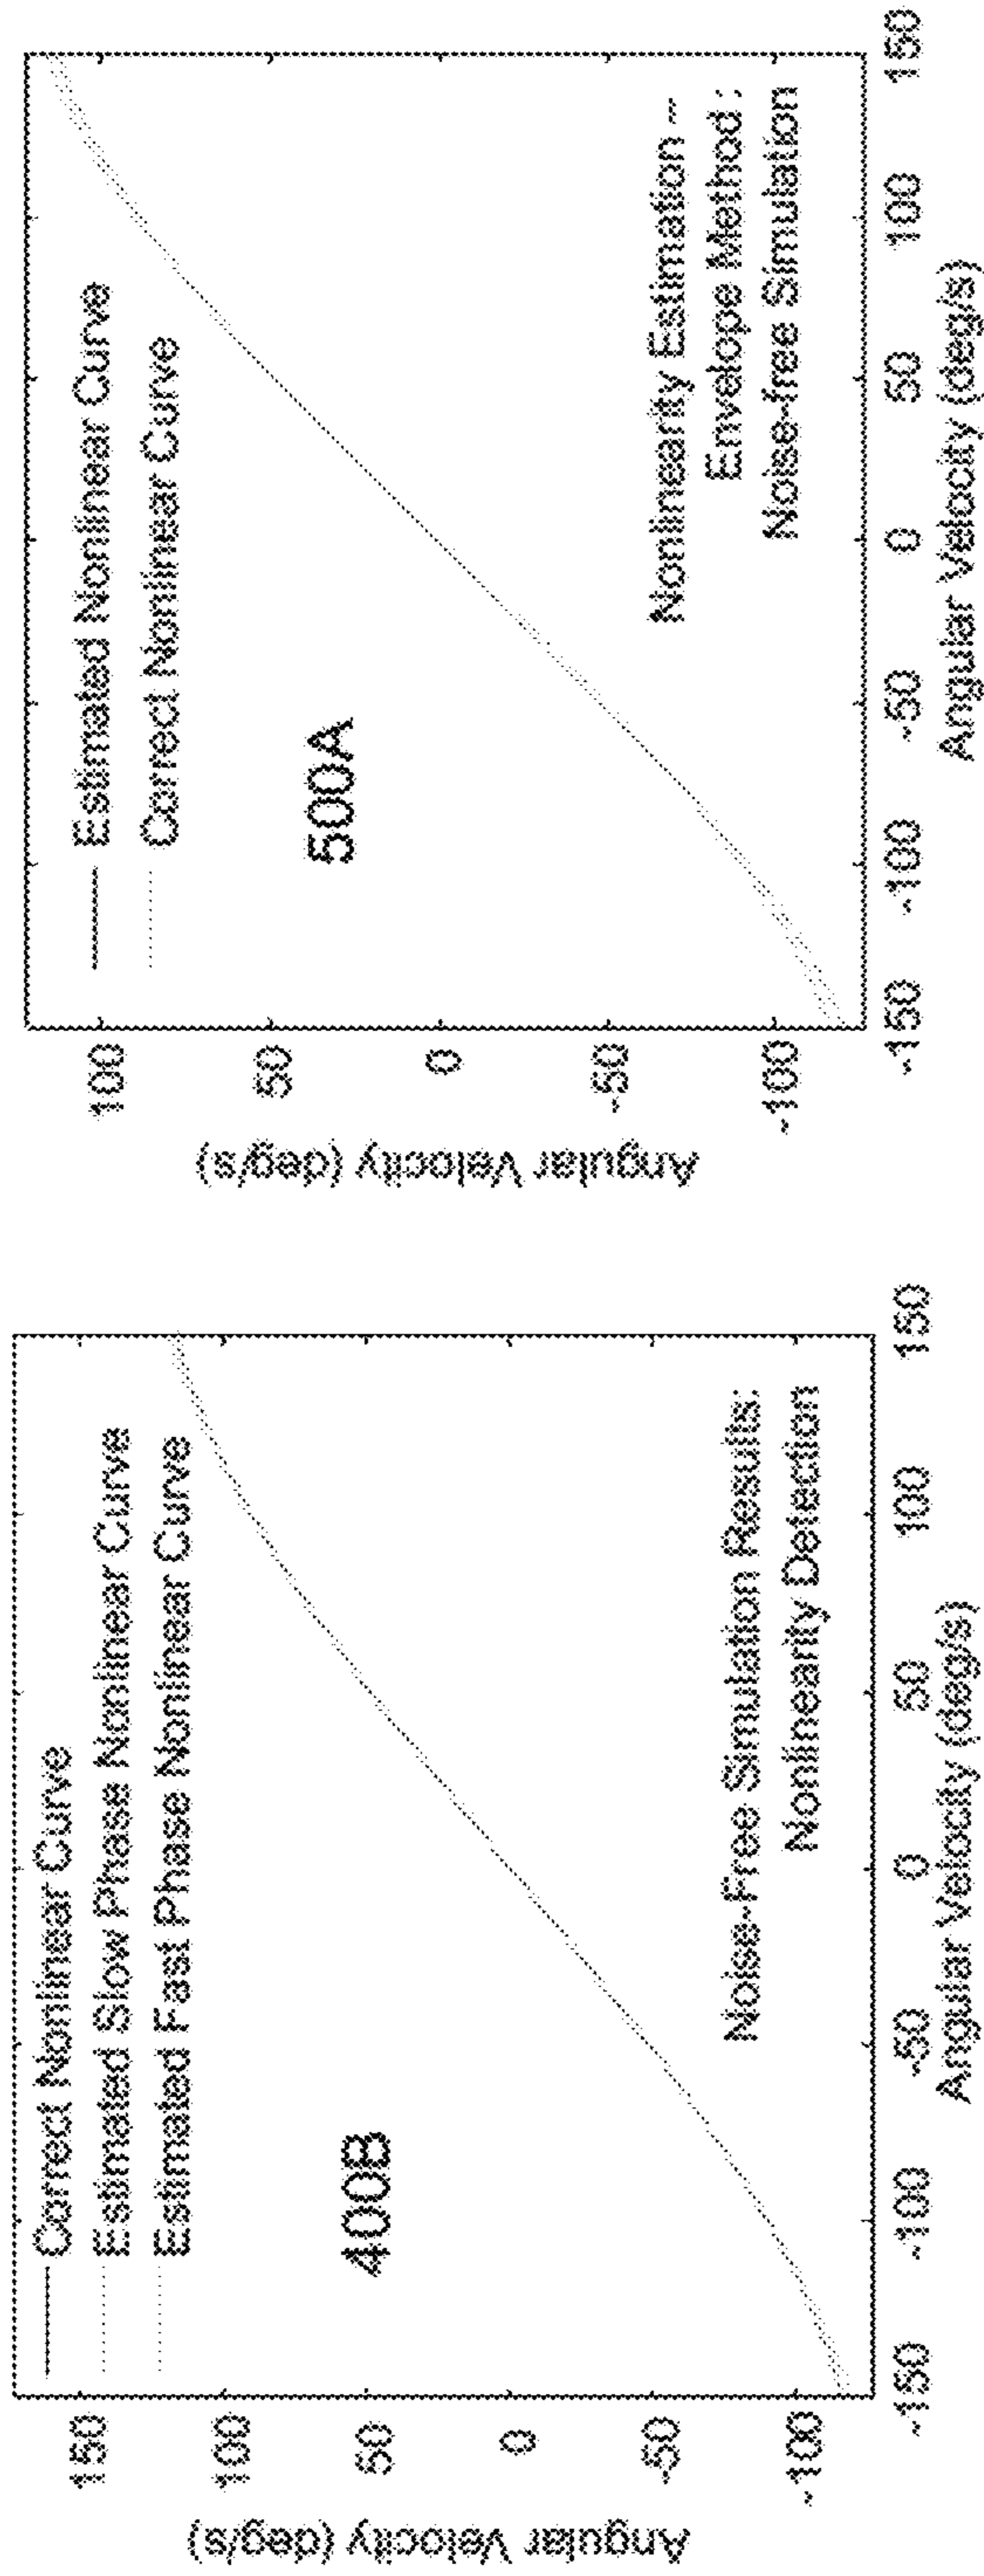 Correct Nonlinear Curve
Estimated Slow Phase Nonlinear Curve
Estimated Fast Phase Nonlinear Curve
400B
Noise-Free Simulation Results:
Nonlinearity Detection
150
100
50
0
-50
-100
Angular Velocity (deg/s)
-150
-100
-50
0
50
100
150
Angular Velocity (deg/s)
Estimated Nonlinear Curve
Correct Nonlinear Curve
500A
Nonlinearity Estimation --
Envelope Method :
Noise-free Simulation
100
50
0
-50
-100
Angular Velocity (deg/s)
-150
-100
-50
0
50
100
150
Angular Velocity (deg/s)